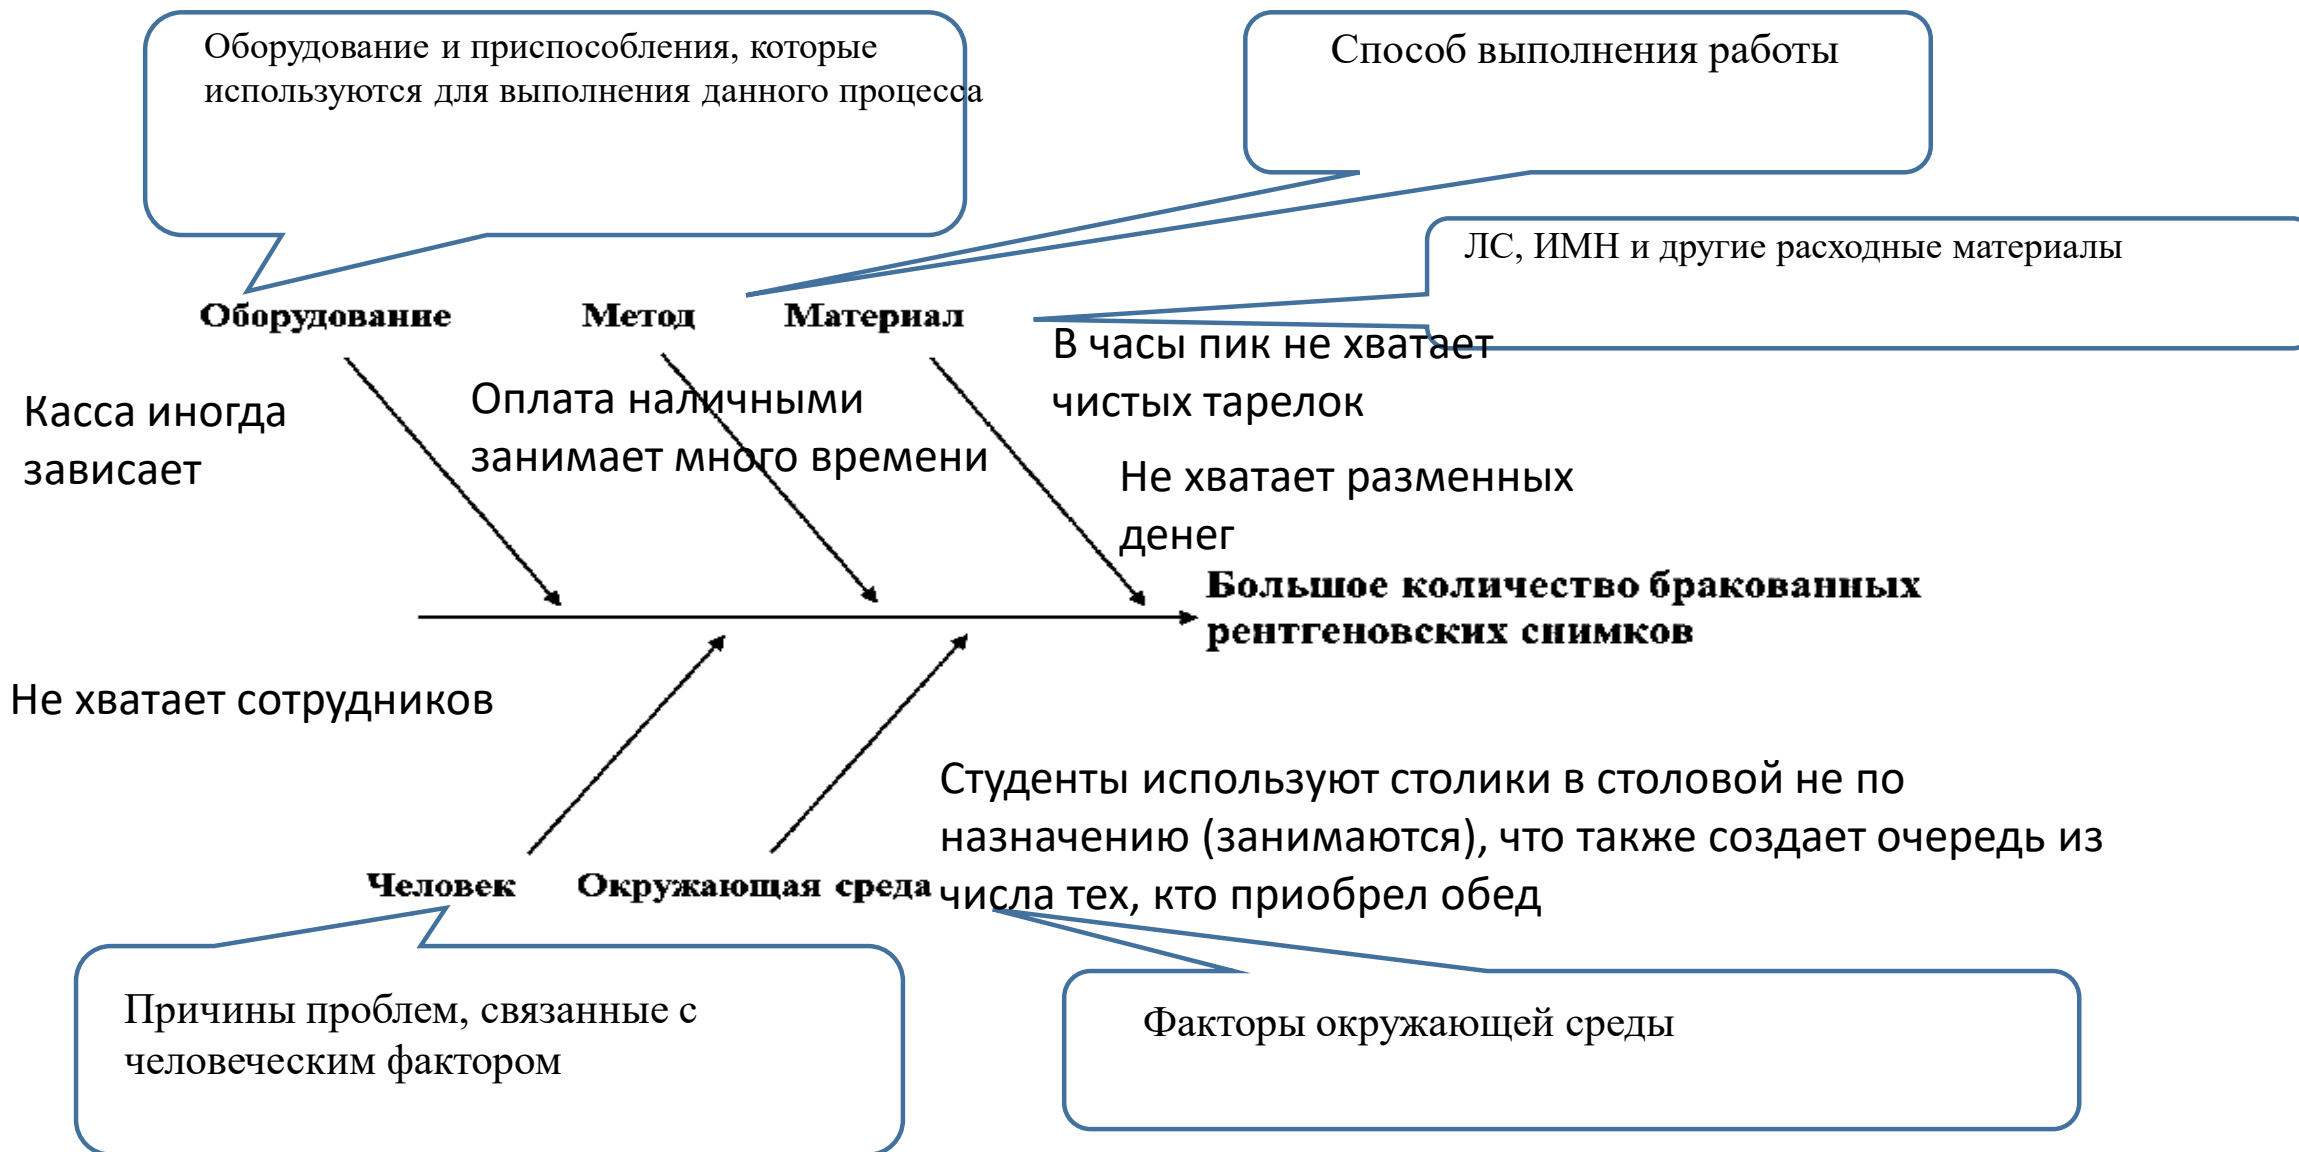 Оборудование и приспособления, которые
используются для выполнения данного процесса
Способ выполнения работы
ЛС, ИМН и другие расходные материалы
Оборудование
Метод
Материал
В часы пик не хватает
чистых тарелок
Касса иногда
зависает
Оплата наличными
занимает много времени
Не хватает разменных
денег
Большое количество бракованных
рентгеновских снимков
Не хватает сотрудников
Студенты используют столики в столовой не по
назначению (занимаются), что также создает очередь из
числа тех, кто приобрел обед
Человек
Окружающая среда
Причины проблем, связанные с
человеческим фактором
Факторы окружающей среды